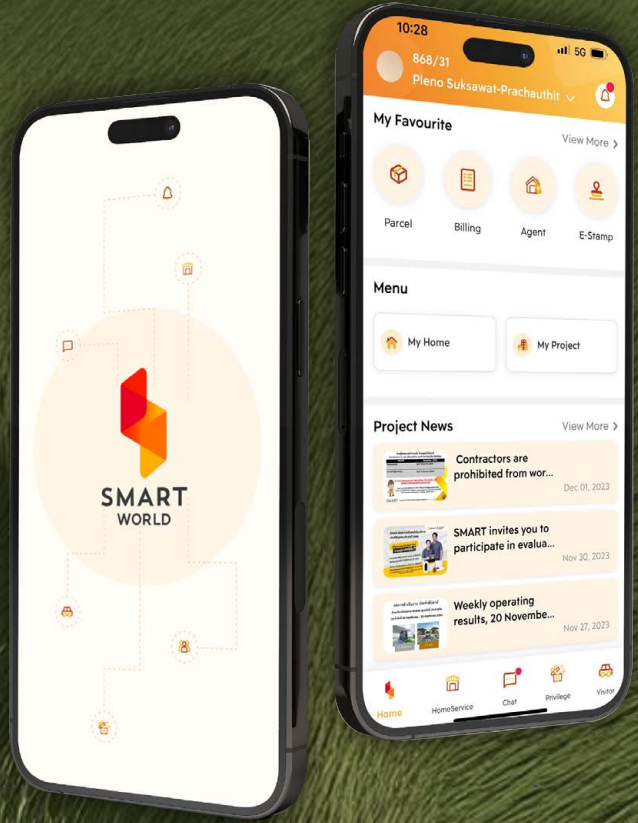 SMART
WORLD
10:28
5G
868/31
Pleno Suksawat-Prachauthit
My Favourite
View More >
Parcel
Billing
Agent
E-Stamp
Menu
My Home
My Project
Project News
View More >
Contractors are
prohibited from wor...
Dec 01, 2023
SMART invites you to
participate in evalua...
Nov 30, 2023
Weekly operating
results, 20 Novembe...
Nov 27, 2023
Home
HomeService
Chat
Privilege
Visitor